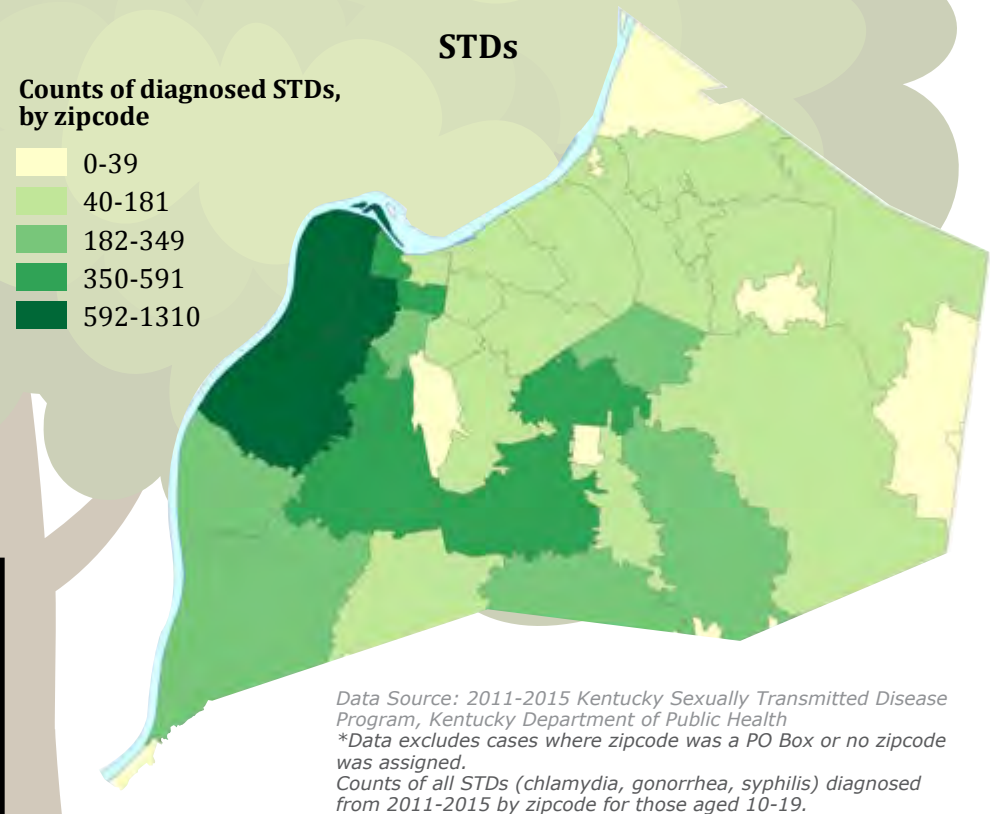 STDs
Counts of diagnosed STDs,
by zipcode
0-39
40-181
182-349
350-591
592-1310
Data Source: 2011-2015 Kentucky Sexually Transmitted Disease
Program, Kentucky Department of Public Health
*Data excludes cases where zipcode was a PO Box or no zipcode
was assigned.
Counts of all STDs (chlamydia, gonorrhea, syphilis) diagnosed
from 2011-2015 by zipcode for those aged 10-19.